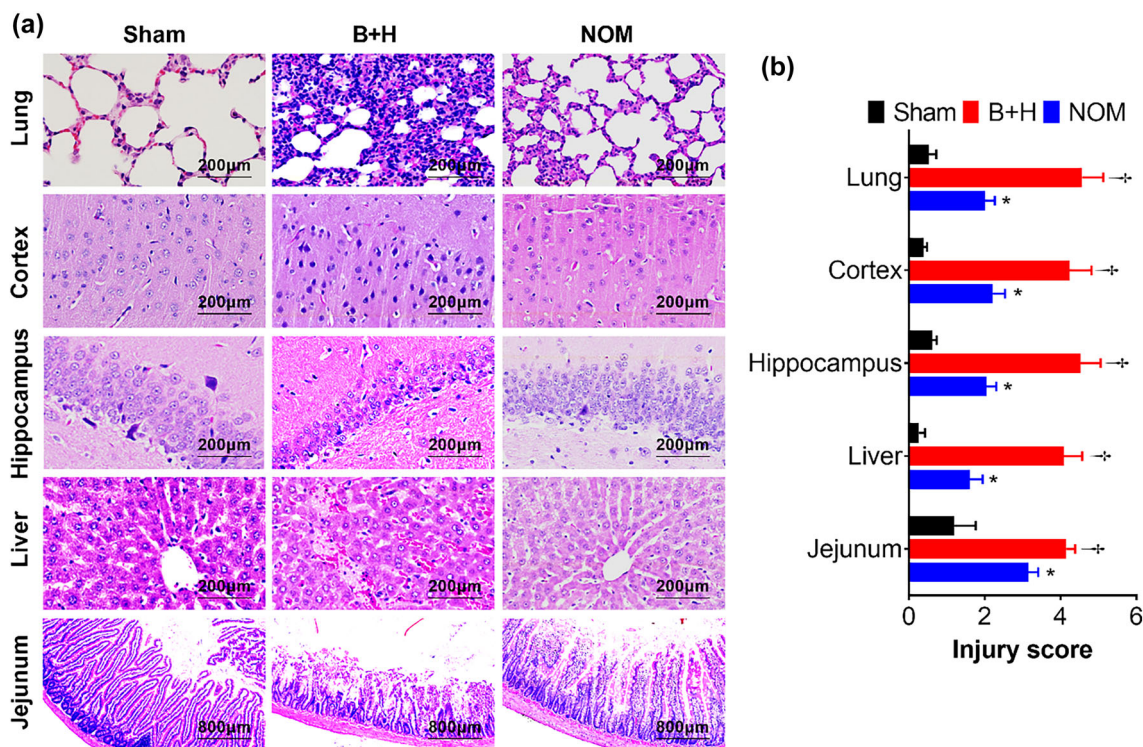 (a)
Sham B+H NOM
Lung
200µm 200µm 200µm
Cortex
200µm 200µm 200µm
Hippocampus
200µm 200µm 200µm
Liver
200µm 200µm 200µm
Jejunum
800µm 800µm 800µm
(b)
Sham B+H NOM
Lung
*
Cortex
*
Hippocampus
*
Liver
*
Jejunum
*
0 2 4 6
Injury score